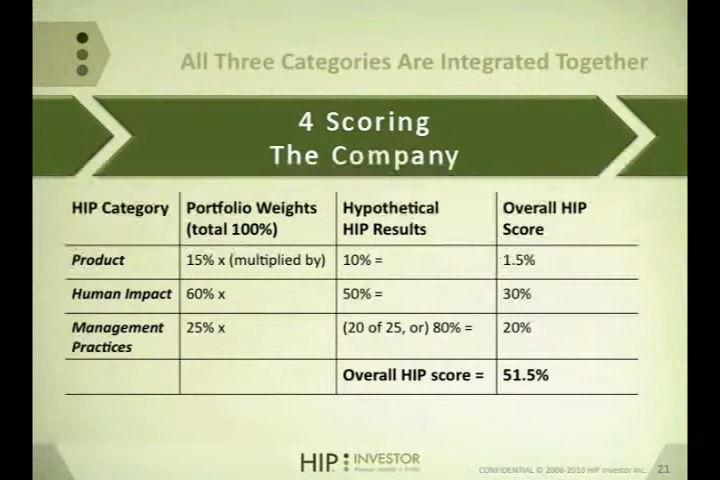 All Three Categories Are Integrated Together
4 Scoring
The Company
HIP Category Portfolio Weights Hypothetical Overall HIP
(total 100%) HIP Results Score
Product 15% x (multiplied by) 10% = 1.5%
Human Impact 60% x 50% = 30%
Management 25% x (20 of 25, or) 80% = 20%
Practices
Overall HIP score = 51.5%
HIP INVESTOR
Human Impact + Profit
CONFIDENTIAL © 2006-2010 HIP Investor Inc. 21